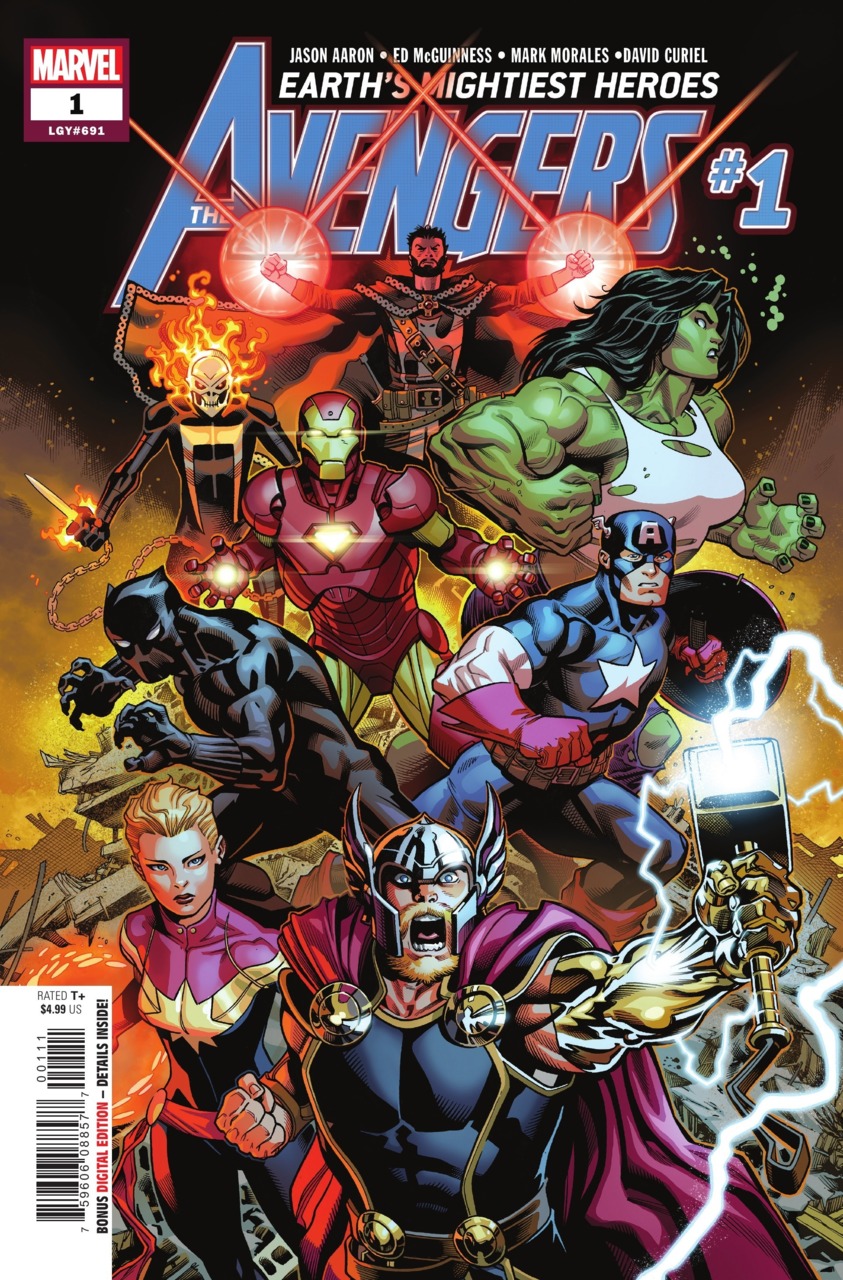 MARVEL
1
LGY#691
JASON AARON • ED McGUINNESS • MARK MORALES •DAVID CURIEL
EARTH'S MIGHTIEST HEROES
THE AVENGERS #1
A
RATED T+
$4.99 US
00111
7 59606 08857 7
BONUS DIGITAL EDITION – DETAILS INSIDE!